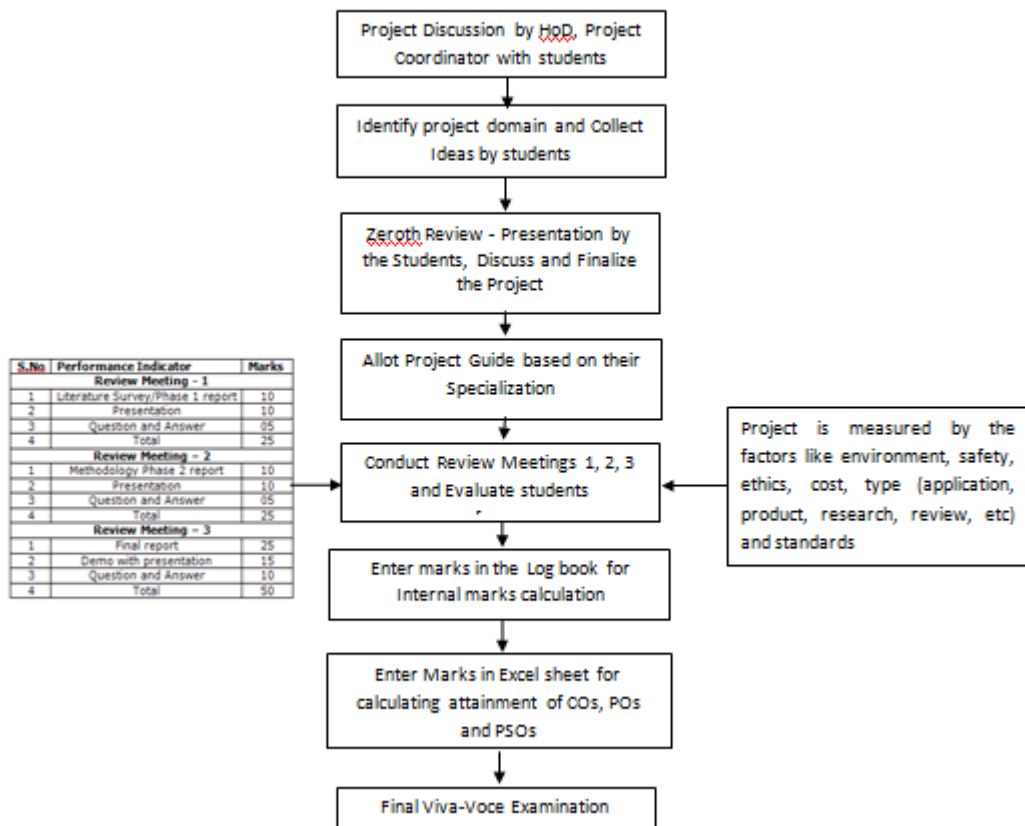 Project Discussion by HoD, Project
Coordinator with students
Identify project domain and Collect
Ideas by students
Zeroth Review - Presentation by
the Students, Discuss and Finalize
the Project
Allot Project Guide based on their
Specialization
S.No Performance Indicator Marks
Review Meeting - 1
1 Literature Survey/Phase 1 report 10
2 Presentation 10
3 Question and Answer 05
4 Total 25
Review Meeting - 2
1 Methodology Phase 2 report 10
2 Presentation 10
3 Question and Answer 05
4 Total 25
Review Meeting - 3
1 Final report 25
2 Demo with presentation 15
3 Question and Answer 10
4 Total 50
Conduct Review Meetings 1, 2, 3
and Evaluate students
Project is measured by the
factors like environment, safety,
ethics, cost, type (application,
product, research, review, etc)
and standards
Enter marks in the Log book for
Internal marks calculation
Enter Marks in Excel sheet for
calculating attainment of COs, POs
and PSOs
Final Viva-Voce Examination